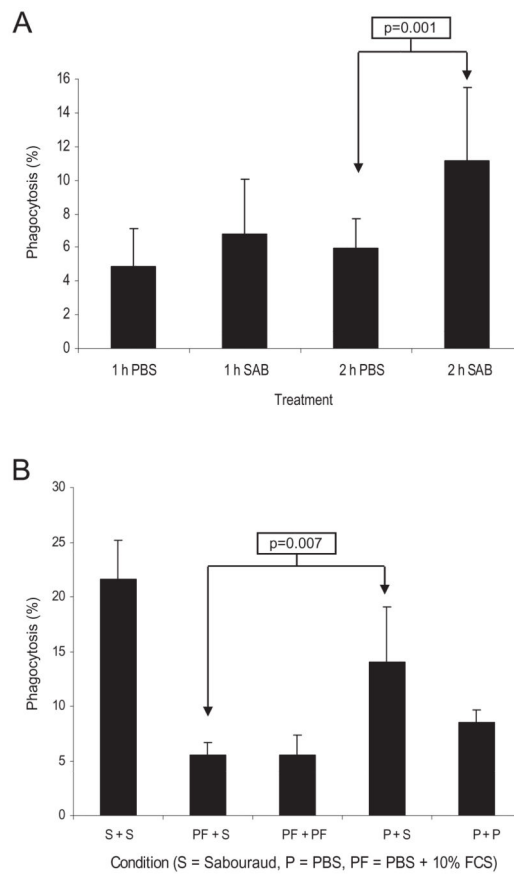 A
p=0.001
16
14
12
10
8
6
4
2
0
Phagocytosis (%)
1 h PBS
1 h SAB
2 h PBS
2 h SAB
Treatment
B
p=0.007
30
25
20
15
10
5
0
Phagocytosis (%)
S + S
PF + S
PF + PF
P + S
P + P
Condition (S = Sabouraud, P = PBS, PF = PBS + 10% FCS)